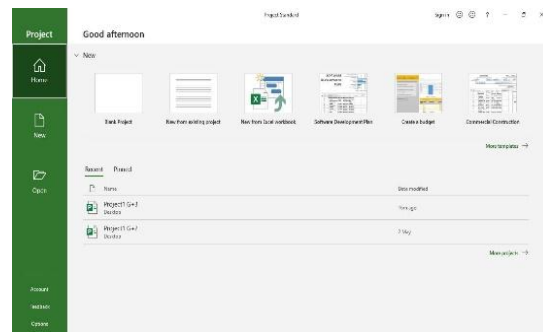 Project Standard
Sign in
?
Project
Good afternoon
New
Home
New
Open
Blank Project
New from existing project
New from Excel workbook
Software Development Plan
Create a budget
Commercial Construction
More templates
Recent Pinned
Name
Date modified
Project1 G+3
Desktop
Project1 G+2
Desktop
7 May
More projects
Account
Feedback
Options